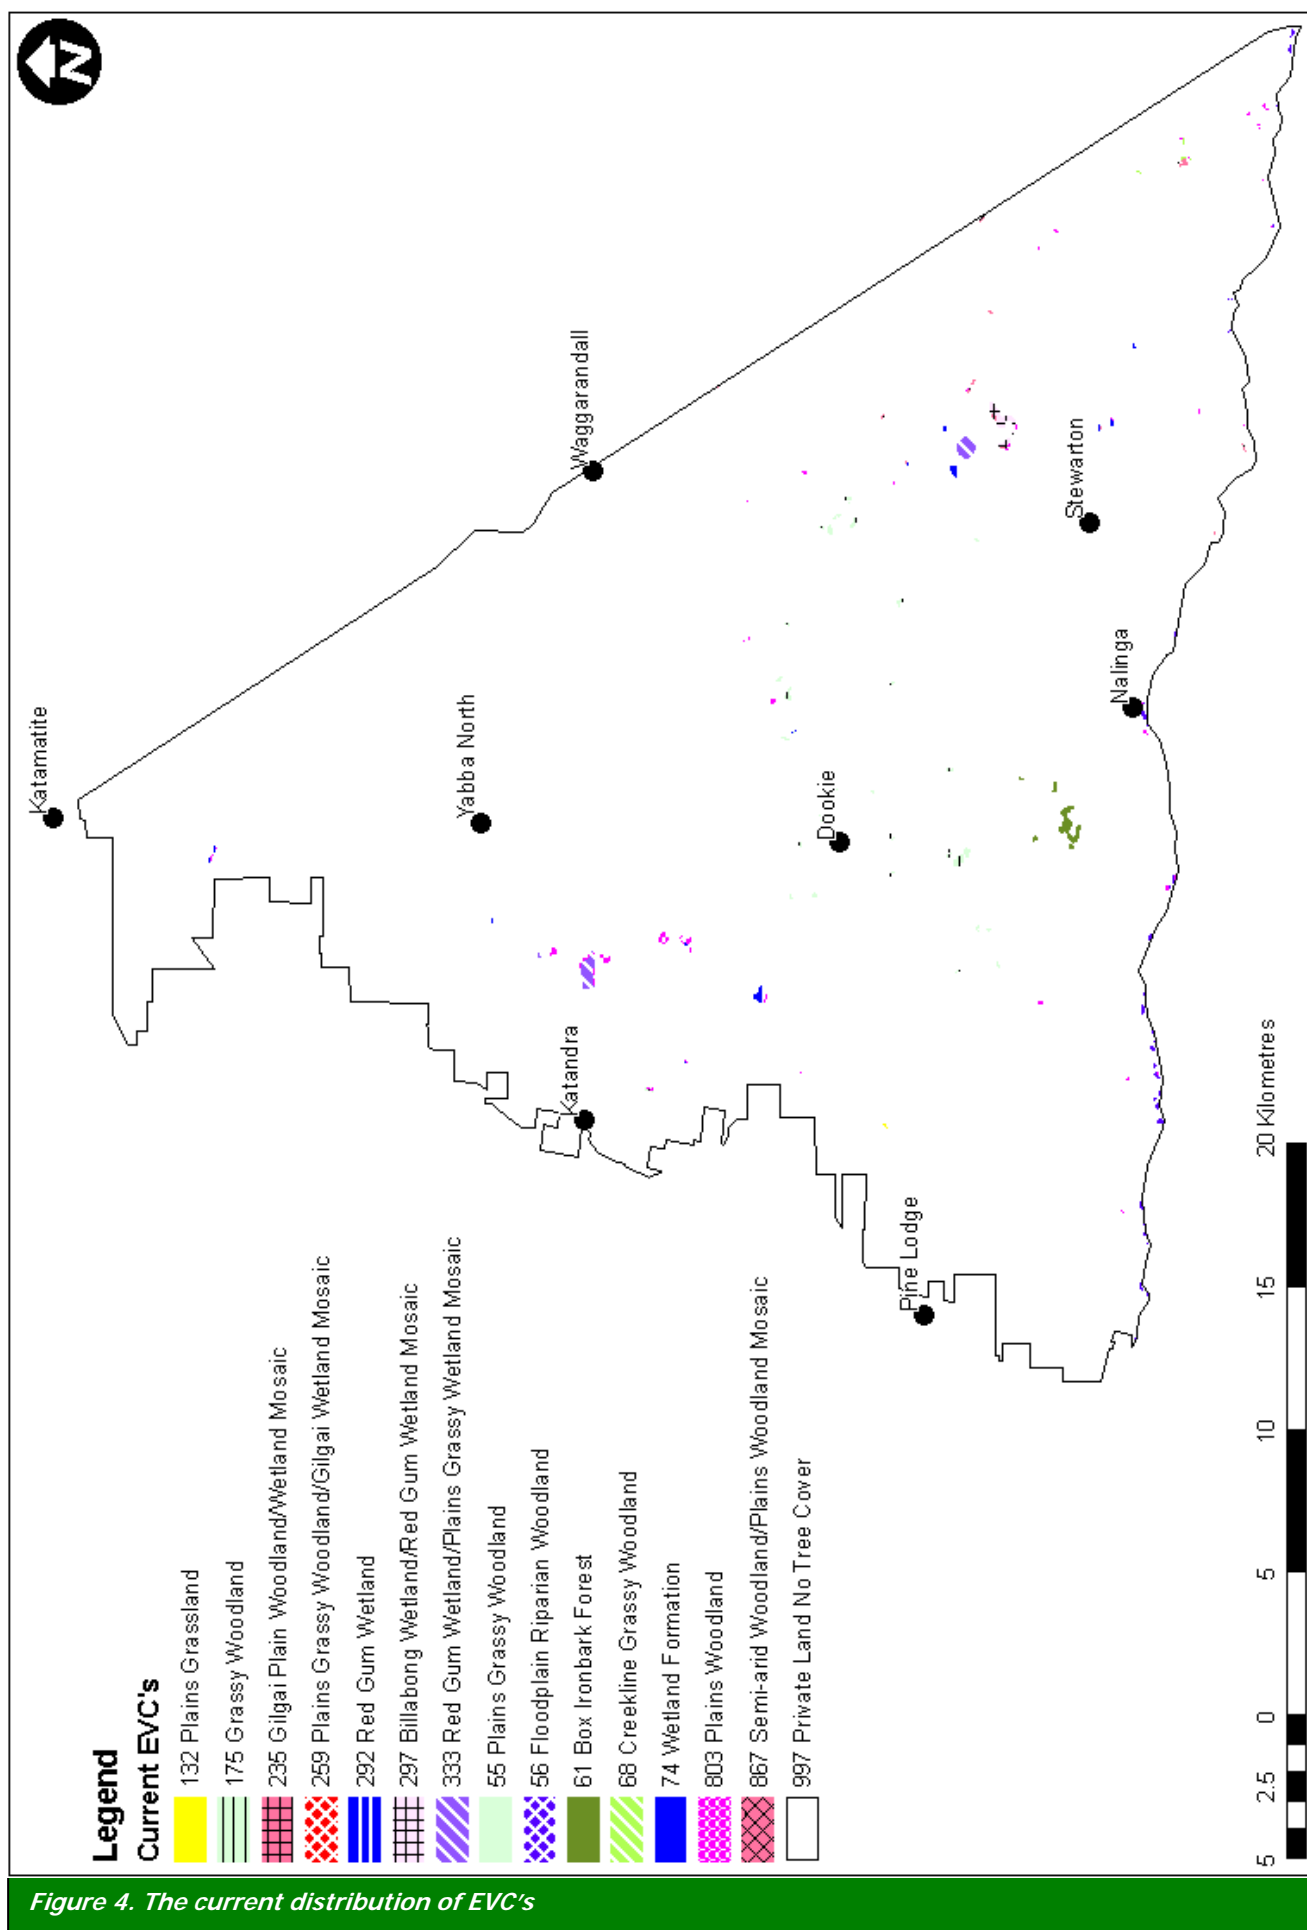 N
Katamatite
Waggarandall
Yabba North
Katandra
Dookie
Stewarton
Nalinga
Pine Lodge
Legend
Current EVC's
132 Plains Grassland
175 Grassy Woodland
235 Gilgai Plain Woodland/Wetland Mosaic
259 Plains Grassy Woodland/Gilgai Wetland Mosaic
292 Red Gum Wetland
297 Billabong Wetland/Red Gum Wetland Mosaic
333 Red Gum Wetland/Plains Grassy Wetland Mosaic
55 Plains Grassy Woodland
56 Floodplain Riparian Woodland
61 Box Ironbark Forest
68 Creekline Grassy Woodland
74 Wetland Formation
803 Plains Woodland
867 Semi-arid Woodland/Plains Woodland Mosaic
997 Private Land No Tree Cover
5 2.5 0 5 10 15 20 Kilometres
Figure 4. The current distribution of EVC's